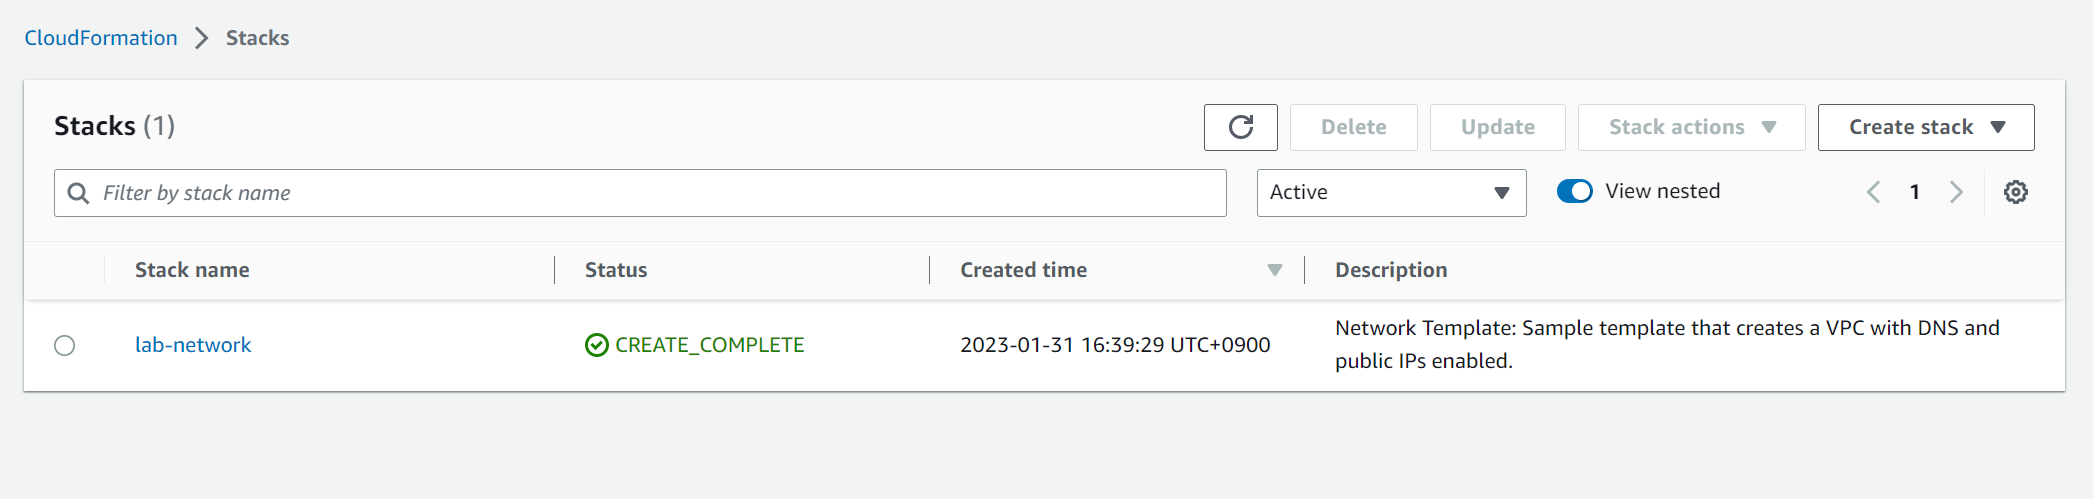 CloudFormation > Stacks
Stacks (1)
Delete
Update
Stack actions
Create stack
Filter by stack name
Active
View nested
1
Stack name
Status
Created time
Description
lab-network
CREATE_COMPLETE
2023-01-31 16:39:29 UTC+0900
Network Template: Sample template that creates a VPC with DNS and
public IPs enabled.